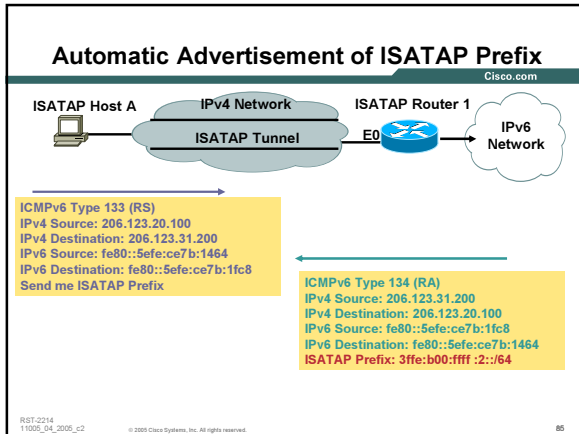 Automatic Advertisement of ISATAP Prefix
Cisco.com
ISATAP Host A
IPv4 Network
ISATAP Router 1
ISATAP Tunnel
E0
IPv6
Network
ICMPv6 Type 133 (RS)
IPv4 Source: 206.123.20.100
IPv4 Destination: 206.123.31.200
IPv6 Source: fe80::5efe:ce7b:1464
IPv6 Destination: fe80::5efe:ce7b:1fc8
Send me ISATAP Prefix
ICMPv6 Type 134 (RA)
IPv4 Source: 206.123.31.200
IPv4 Destination: 206.123.20.100
IPv6 Source: fe80::5efe:ce7b:1fc8
IPv6 Destination: fe80::5efe:ce7b:1464
ISATAP Prefix: 3ffe:b00:ffff :2::/64
RST-2214
11005_04_2005_c2
© 2005 Cisco Systems, Inc. All rights reserved.
85